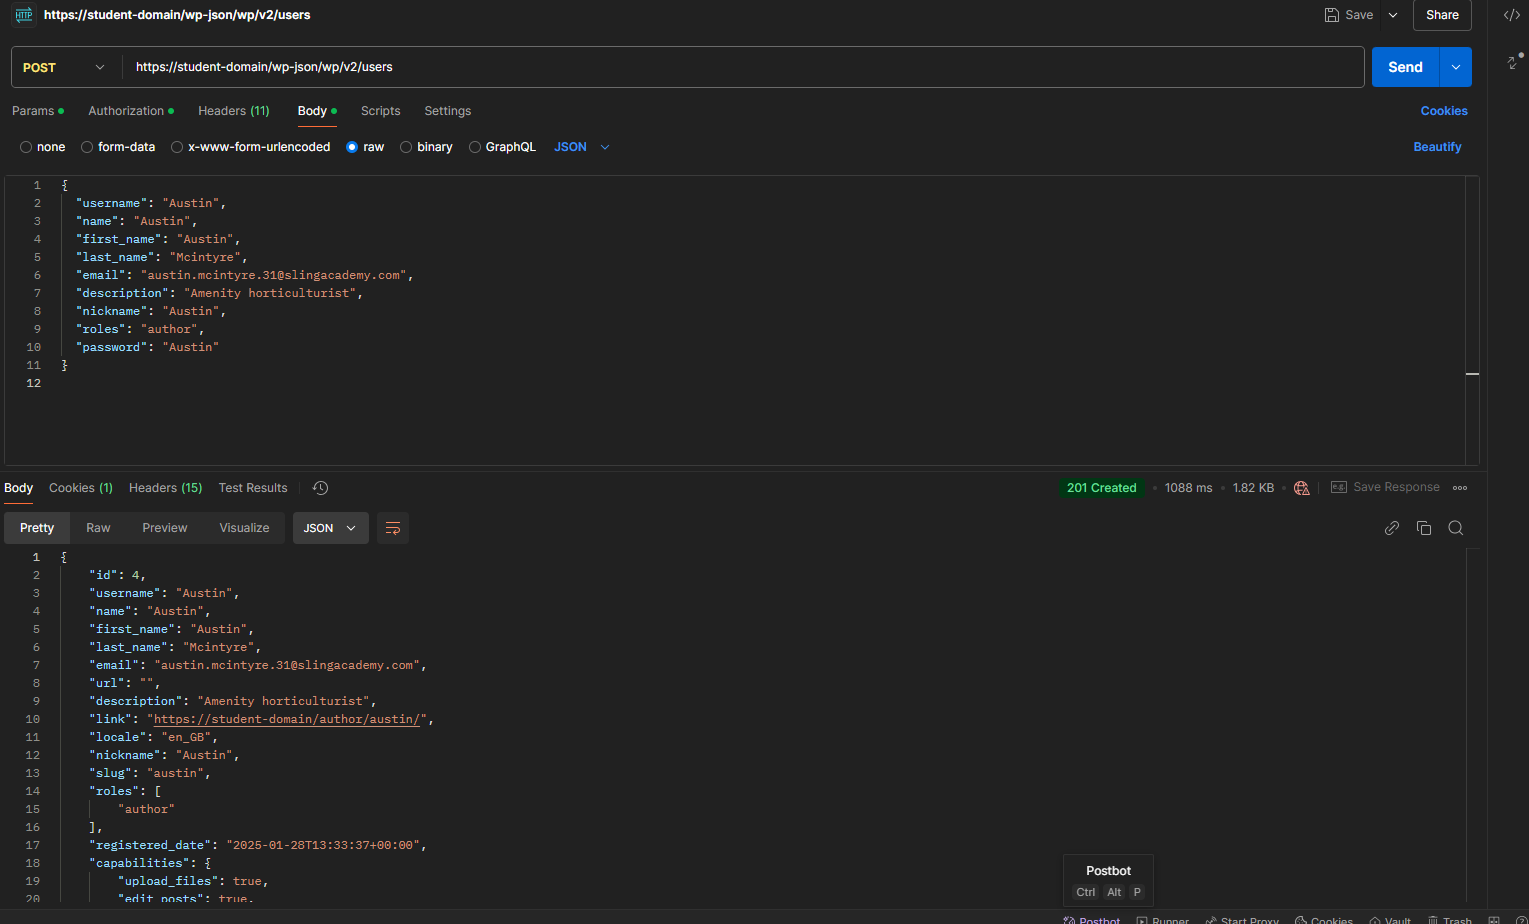 HTTP https://student-domain/wp-json/wp/v2/users Save Share </>
POST https://student-domain/wp-json/wp/v2/users Send
Params Authorization Headers (11) Body Scripts Settings Cookies
none form-data x-www-form-urlencoded raw binary GraphQL JSON Beautify
1 {
2 "username": "Austin",
3 "name": "Austin",
4 "first_name": "Austin",
5 "last_name": "Mcintyre",
6 "email": "austin.mcintyre.31@slingacademy.com",
7 "description": "Amenity horticulturist",
8 "nickname": "Austin",
9 "roles": "author",
10 "password": "Austin"
11 }
12
Body Cookies (1) Headers (15) Test Results 201 Created 1088 ms 1.82 KB e.g. Save Response
Pretty Raw Preview Visualize JSON
1 {
2 "id": 4,
3 "username": "Austin",
4 "name": "Austin",
5 "first_name": "Austin",
6 "last_name": "Mcintyre",
7 "email": "austin.mcintyre.31@slingacademy.com",
8 "url": "",
9 "description": "Amenity horticulturist",
10 "link": "https://student-domain/author/austin/",
11 "locale": "en_GB",
12 "nickname": "Austin",
13 "slug": "austin",
14 "roles": [
15 "author"
16 ],
17 "registered_date": "2025-01-28T13:33:37+00:00",
18 "capabilities": {
19 "upload_files": true,
20 "edit_posts": true,
Postbot
Ctrl Alt P
Postbot Runner Start Proxy Cookies Vault Trash